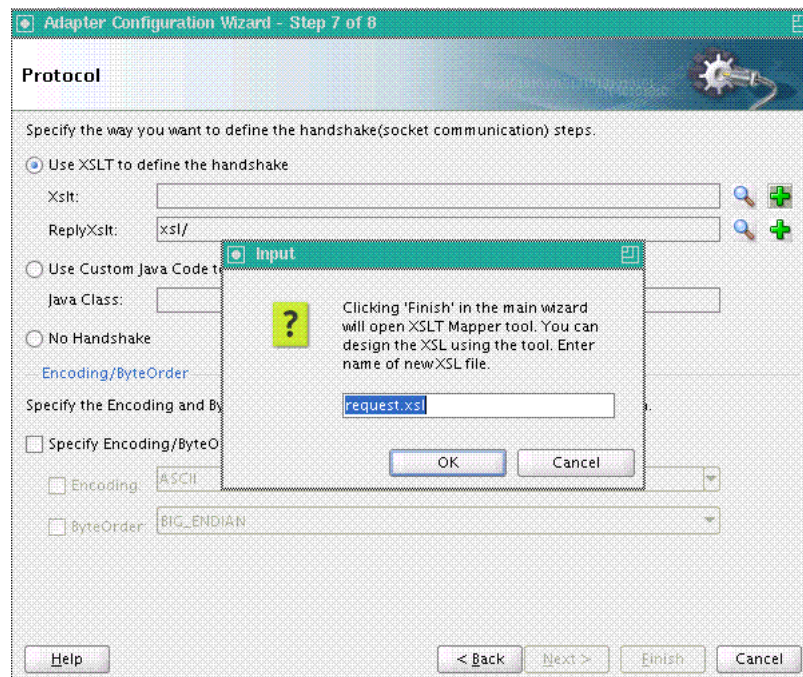 Adapter Configuration Wizard - Step 7 of 8
Protocol
Specify the way you want to define the handshake(socket communication) steps.
Use XSLT to define the handshake
Xslt:
ReplyXslt: xsl/
Input
Use Custom Java Code t
Java Class:
Clicking 'Finish' in the main wizard
will open XSLT Mapper tool. You can
design the XSL using the tool. Enter
name of new XSL file.
No Handshake
Encoding/ByteOrder
request.xsl
Specify the Encoding and By
Specify Encoding/ByteO
OK Cancel
Encoding: ASCII
ByteOrder: BIG_ENDIAN
Help < Back Next > Finish Cancel